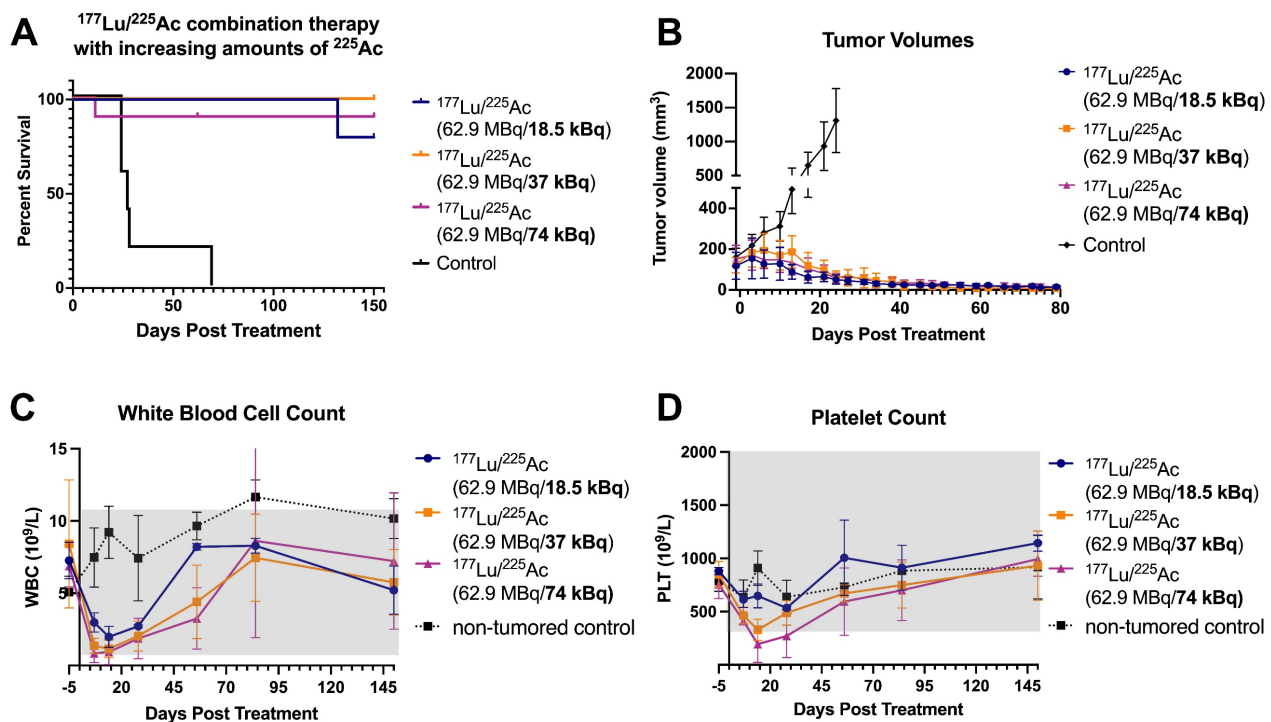 A
¹⁷⁷Lu/²²⁵Ac combination therapy
with increasing amounts of ²²⁵Ac
Percent Survival
100
50
0
0 50 100 150
Days Post Treatment
¹⁷⁷Lu/²²⁵Ac
(62.9 MBq/18.5 kBq)
¹⁷⁷Lu/²²⁵Ac
(62.9 MBq/37 kBq)
¹⁷⁷Lu/²²⁵Ac
(62.9 MBq/74 kBq)
Control
B
Tumor Volumes
Tumor volume (mm³)
2000
1500
1000
500
400
200
0
0 20 40 60 80
Days Post Treatment
¹⁷⁷Lu/²²⁵Ac
(62.9 MBq/18.5 kBq)
¹⁷⁷Lu/²²⁵Ac
(62.9 MBq/37 kBq)
¹⁷⁷Lu/²²⁵Ac
(62.9 MBq/74 kBq)
Control
C
White Blood Cell Count
WBC (10⁹/L)
15
10
5
-5 20 45 70 95 120 145
Days Post Treatment
¹⁷⁷Lu/²²⁵Ac
(62.9 MBq/18.5 kBq)
¹⁷⁷Lu/²²⁵Ac
(62.9 MBq/37 kBq)
¹⁷⁷Lu/²²⁵Ac
(62.9 MBq/74 kBq)
non-tumored control
D
Platelet Count
PLT (10⁹/L)
2000
1500
1000
500
-5 20 45 70 95 120 145
Days Post Treatment
¹⁷⁷Lu/²²⁵Ac
(62.9 MBq/18.5 kBq)
¹⁷⁷Lu/²²⁵Ac
(62.9 MBq/37 kBq)
¹⁷⁷Lu/²²⁵Ac
(62.9 MBq/74 kBq)
non-tumored control